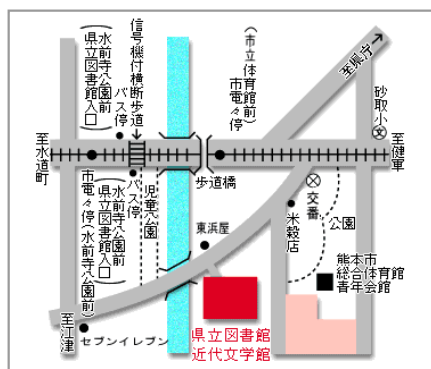 信号機付横断歩道→
水前寺公園前
県立図書館入口
バス停
(市立体育館前)
市電々停
至県庁→
砂取小
文
至水道町
至健軍
歩道橋
市電々停(水前寺公園前)
バス停
水前寺公園前
県立図書館入口
児童公園
交番
公園
米穀店
東浜屋
熊本市
総合体育館
青年会館
至江津
セブンイレブン
県立図書館
近代文学館